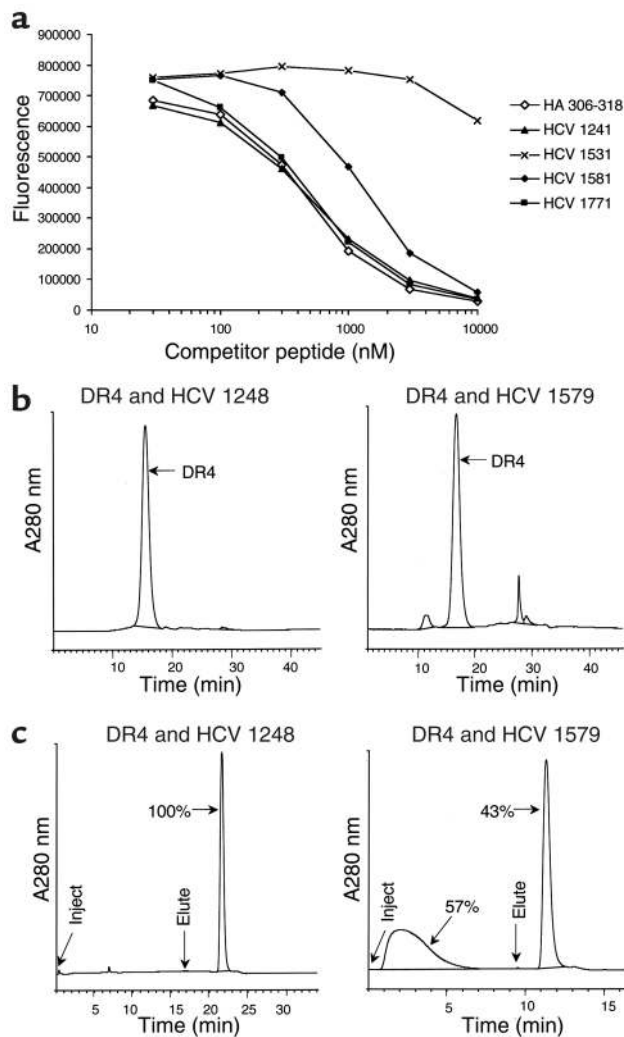 a
900000
800000
700000
600000
500000
400000
300000
200000
100000
0
Fluorescence
10 100 1000 10000
Competitor peptide (nM)
HA 306-318
HCV 1241
HCV 1531
HCV 1581
HCV 1771
b
DR4 and HCV 1248
A280 nm
DR4
10 20 30 40
Time (min)
DR4 and HCV 1579
A280 nm
DR4
10 20 30 40
Time (min)
c
DR4 and HCV 1248
A280 nm
100%
Inject
Elute
5 10 15 20 25 30
Time (min)
DR4 and HCV 1579
A280 nm
43%
57%
Inject
Elute
5 10 15
Time (min)